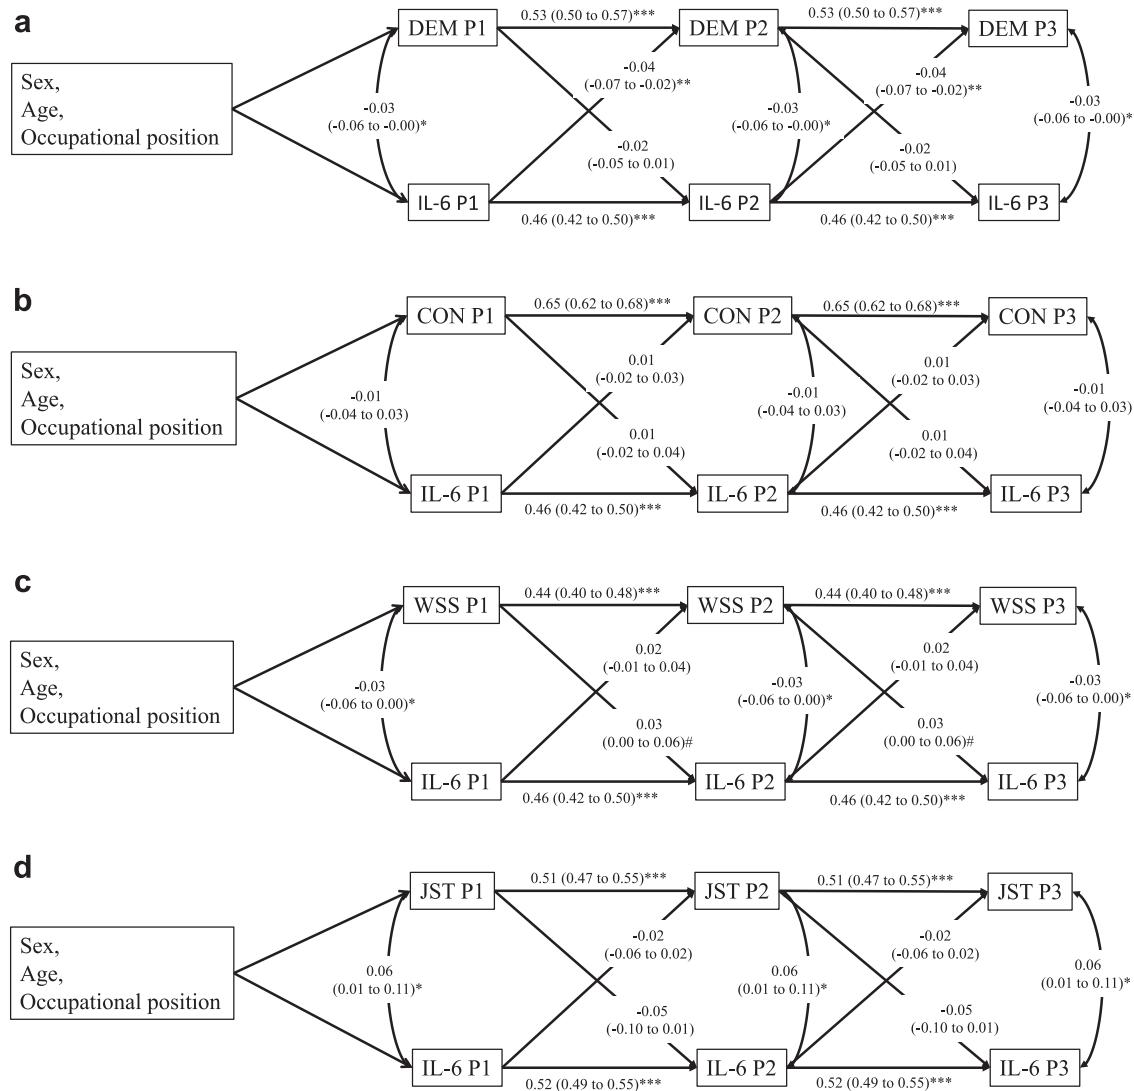 a
DEM P1
0.53 (0.50 to 0.57)***
DEM P2
0.53 (0.50 to 0.57)***
DEM P3
Sex,
Age,
Occupational position
-0.03
(-0.06 to -0.00)*
-0.04
(-0.07 to -0.02)**
-0.02
(-0.05 to 0.01)
-0.03
(-0.06 to -0.00)*
-0.04
(-0.07 to -0.02)**
-0.02
(-0.05 to 0.01)
-0.03
(-0.06 to -0.00)*
IL-6 P1
0.46 (0.42 to 0.50)***
IL-6 P2
0.46 (0.42 to 0.50)***
IL-6 P3
b
CON P1
0.65 (0.62 to 0.68)***
CON P2
0.65 (0.62 to 0.68)***
CON P3
Sex,
Age,
Occupational position
-0.01
(-0.04 to 0.03)
0.01
(-0.02 to 0.03)
0.01
(-0.02 to 0.04)
-0.01
(-0.04 to 0.03)
0.01
(-0.02 to 0.03)
0.01
(-0.02 to 0.04)
-0.01
(-0.04 to 0.03)
IL-6 P1
0.46 (0.42 to 0.50)***
IL-6 P2
0.46 (0.42 to 0.50)***
IL-6 P3
c
WSS P1
0.44 (0.40 to 0.48)***
WSS P2
0.44 (0.40 to 0.48)***
WSS P3
Sex,
Age,
Occupational position
-0.03
(-0.06 to 0.00)*
0.02
(-0.01 to 0.04)
0.03
(0.00 to 0.06)#
-0.03
(-0.06 to 0.00)*
0.02
(-0.01 to 0.04)
0.03
(0.00 to 0.06)#
-0.03
(-0.06 to 0.00)*
IL-6 P1
0.46 (0.42 to 0.50)***
IL-6 P2
0.46 (0.42 to 0.50)***
IL-6 P3
d
JST P1
0.51 (0.47 to 0.55)***
JST P2
0.51 (0.47 to 0.55)***
JST P3
Sex,
Age,
Occupational position
0.06
(0.01 to 0.11)*
-0.02
(-0.06 to 0.02)
-0.05
(-0.10 to 0.01)
0.06
(0.01 to 0.11)*
-0.02
(-0.06 to 0.02)
-0.05
(-0.10 to 0.01)
0.06
(0.01 to 0.11)*
IL-6 P1
0.52 (0.49 to 0.55)***
IL-6 P2
0.52 (0.49 to 0.55)***
IL-6 P3